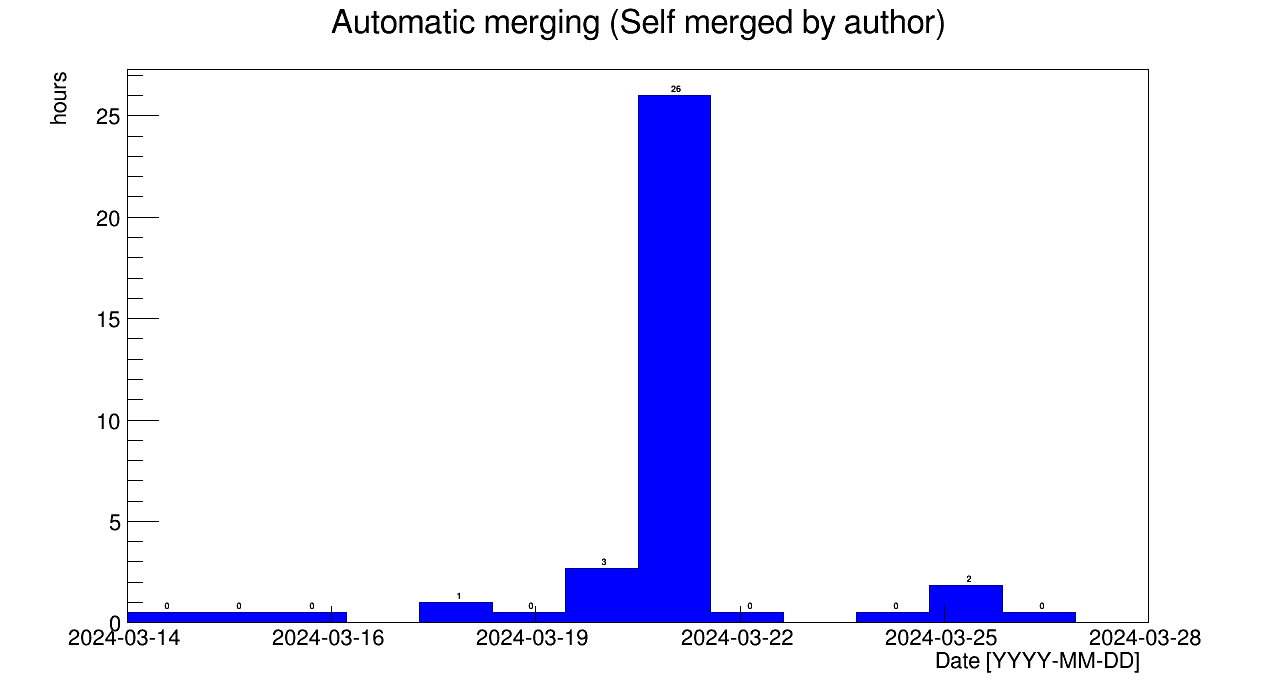 Automatic merging (Self merged by author)
hours
25
20
15
10
5
0
26
3
2
1
0 0 0 0 0 0 0
2024-03-14 2024-03-16 2024-03-19 2024-03-22 2024-03-25 2024-03-28
Date [YYYY-MM-DD]